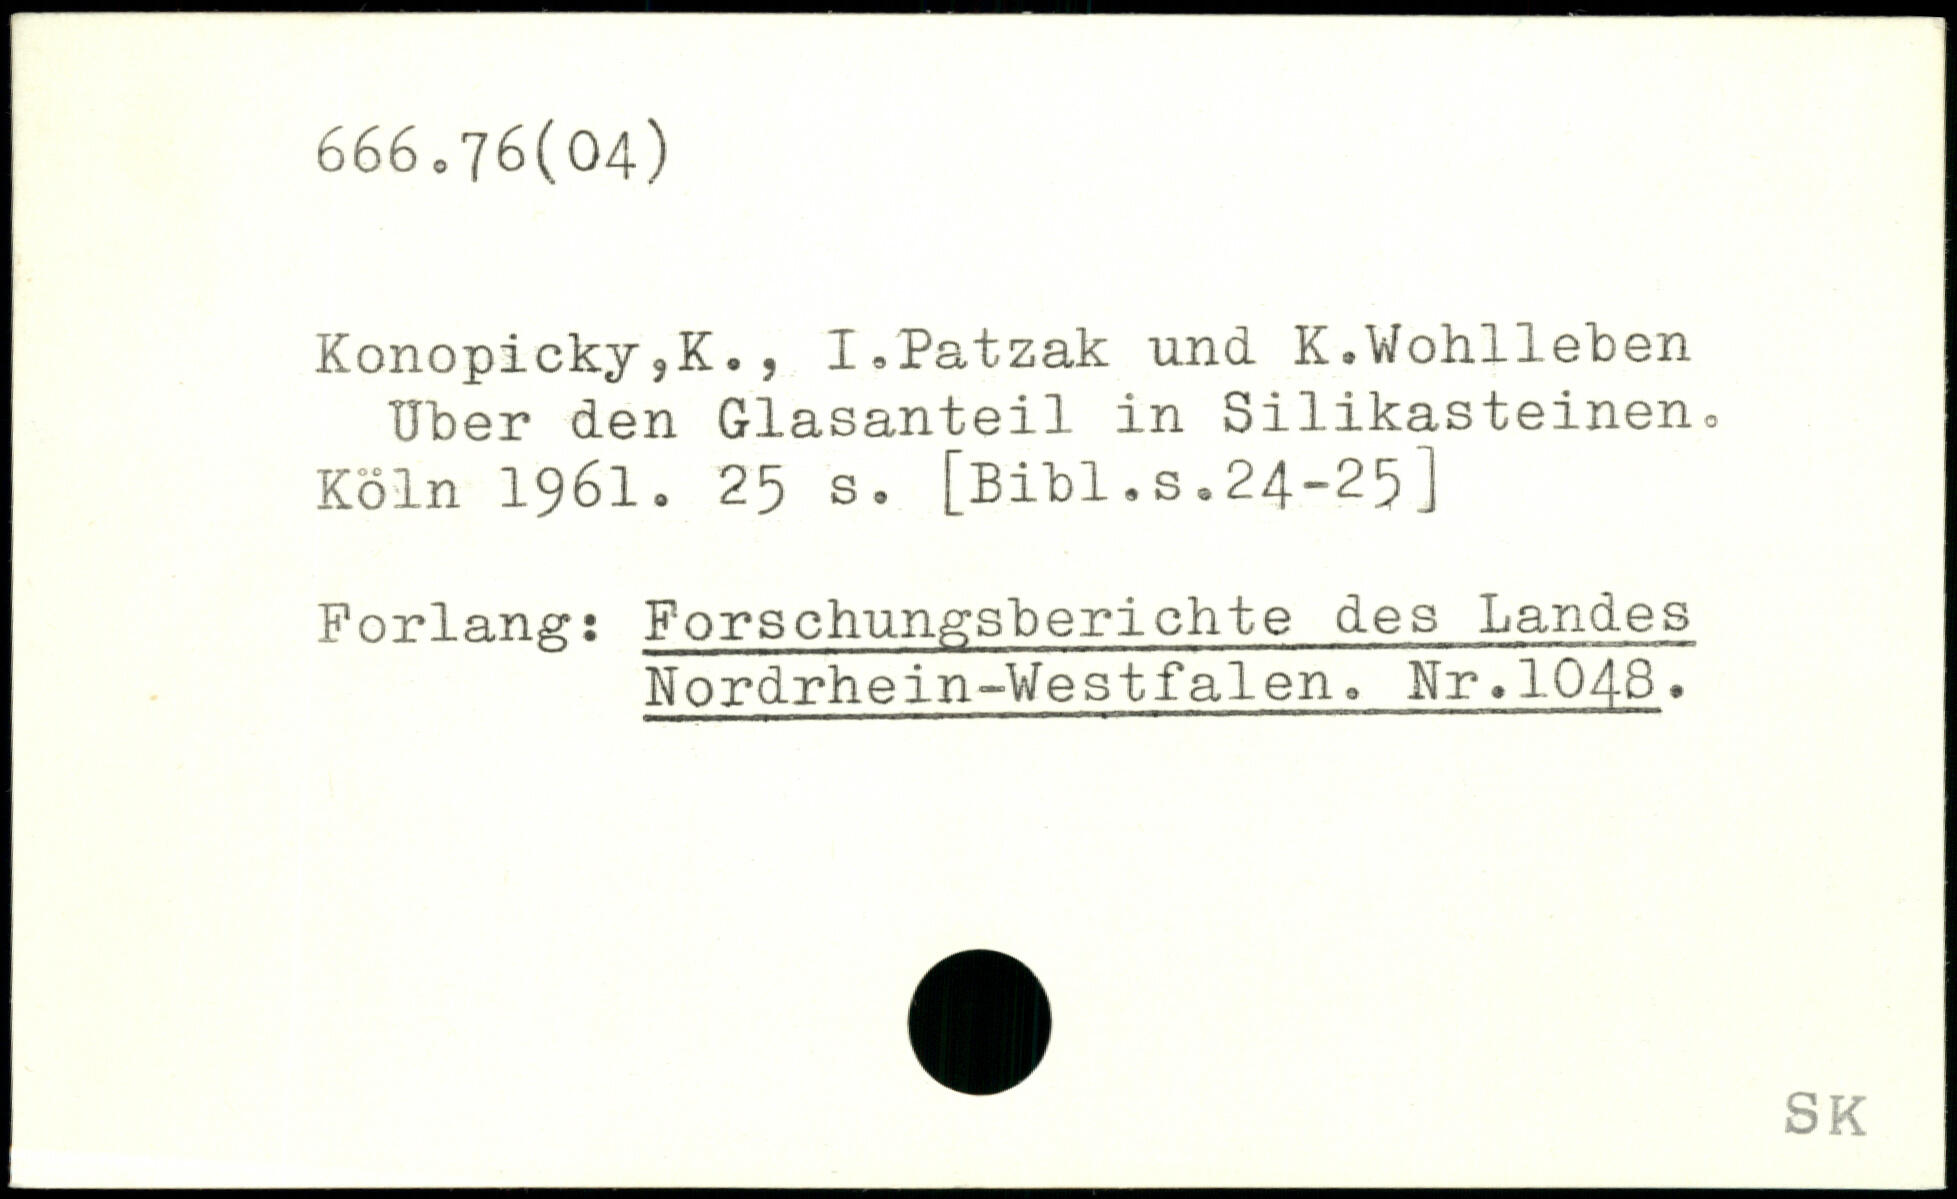 666.76(04)
Konopicky,K., I.Patzak und K.Wohlleben
Über den Glasanteil in Silikasteinen.
Köln 1961. 25 s. [Bibl.s.24-25]
Forlang: Forschungsberichte des Landes
Nordrhein-Westfalen. Nr.1048.
SK